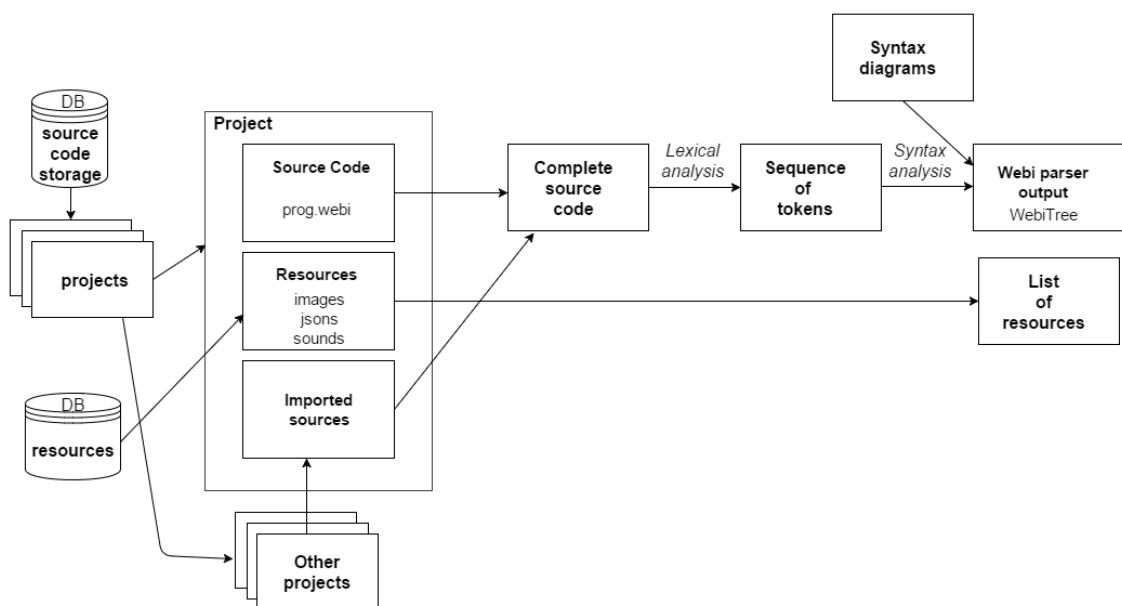 Syntax
diagrams
DB
source
code
storage
Project
Source Code
prog.webi
Complete
source
code
Lexical
analysis
Sequence
of
tokens
Syntax
analysis
Webi parser
output
WebiTree
projects
Resources
images
jsons
sounds
List
of
resources
DB
resources
Imported
sources
Other
projects